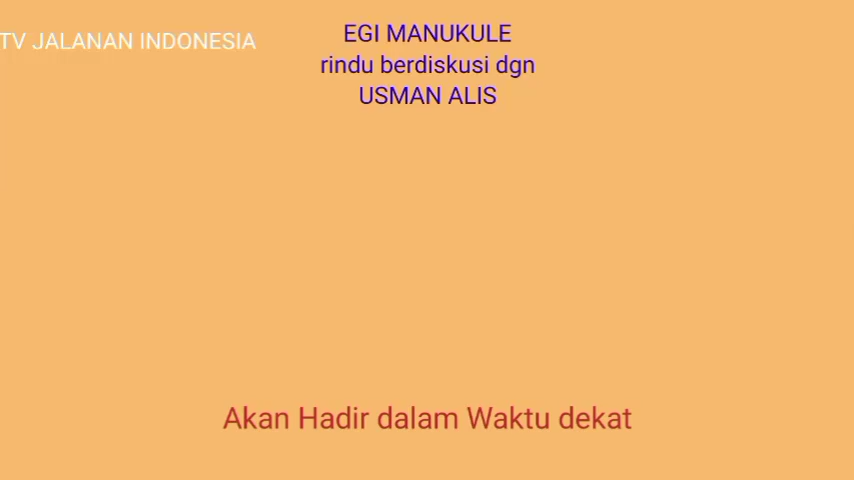 TV JALANAN INDONESIA
EGI MANUKULE
rindu berdiskusi dgn
USMAN ALIS
Akan Hadir dalam Waktu dekat